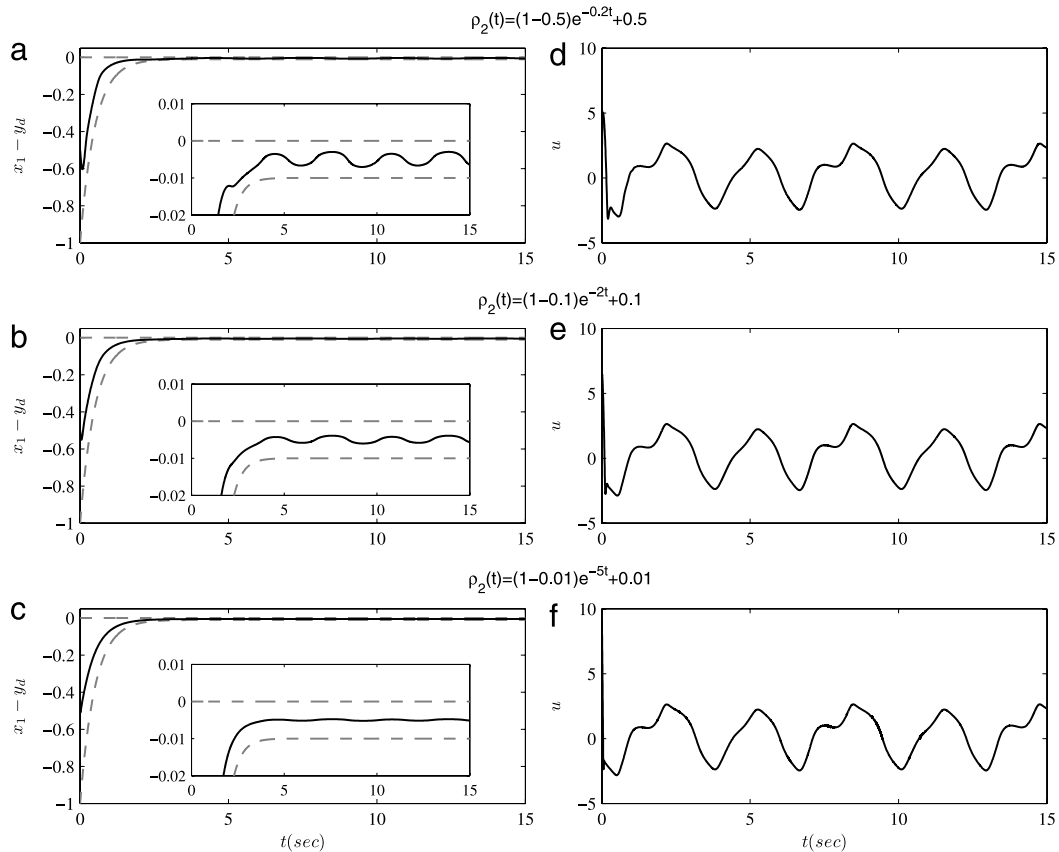 ρ₂(t)=(1−0.5)e^{−0.2t}+0.5
a
0
−0.2
−0.4
−0.6
−0.8
−1
x₁ − y_d
0.01
0
−0.01
−0.02
0 5 10 15
0 5 10 15
d
10
5
0
−5
u
0 5 10 15
ρ₂(t)=(1−0.1)e^{−2t}+0.1
b
0
−0.2
−0.4
−0.6
−0.8
−1
x₁ − y_d
0.01
0
−0.01
−0.02
0 5 10 15
0 5 10 15
e
10
5
0
−5
u
0 5 10 15
ρ₂(t)=(1−0.01)e^{−5t}+0.01
c
0
−0.2
−0.4
−0.6
−0.8
−1
x₁ − y_d
0.01
0
−0.01
−0.02
0 5 10 15
0 5 10 15
t(sec)
f
10
5
0
−5
u
0 5 10 15
t(sec)